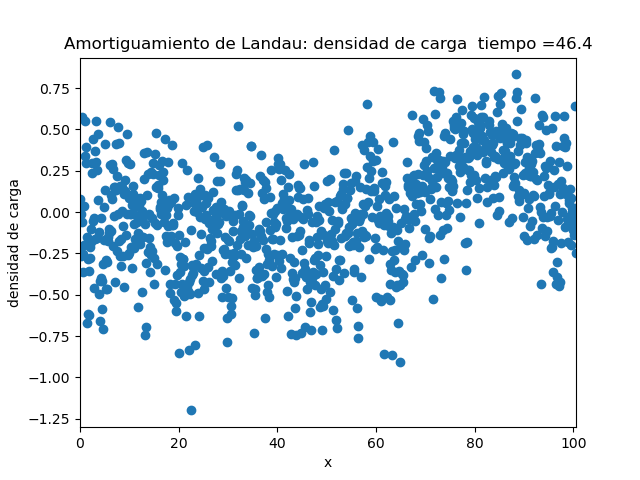 Amortiguamiento de Landau: densidad de carga  tiempo =46.4
0.75
0.50
0.25
0.00
−0.25
−0.50
−0.75
−1.00
−1.25
densidad de carga
0 20 40 60 80 100
x